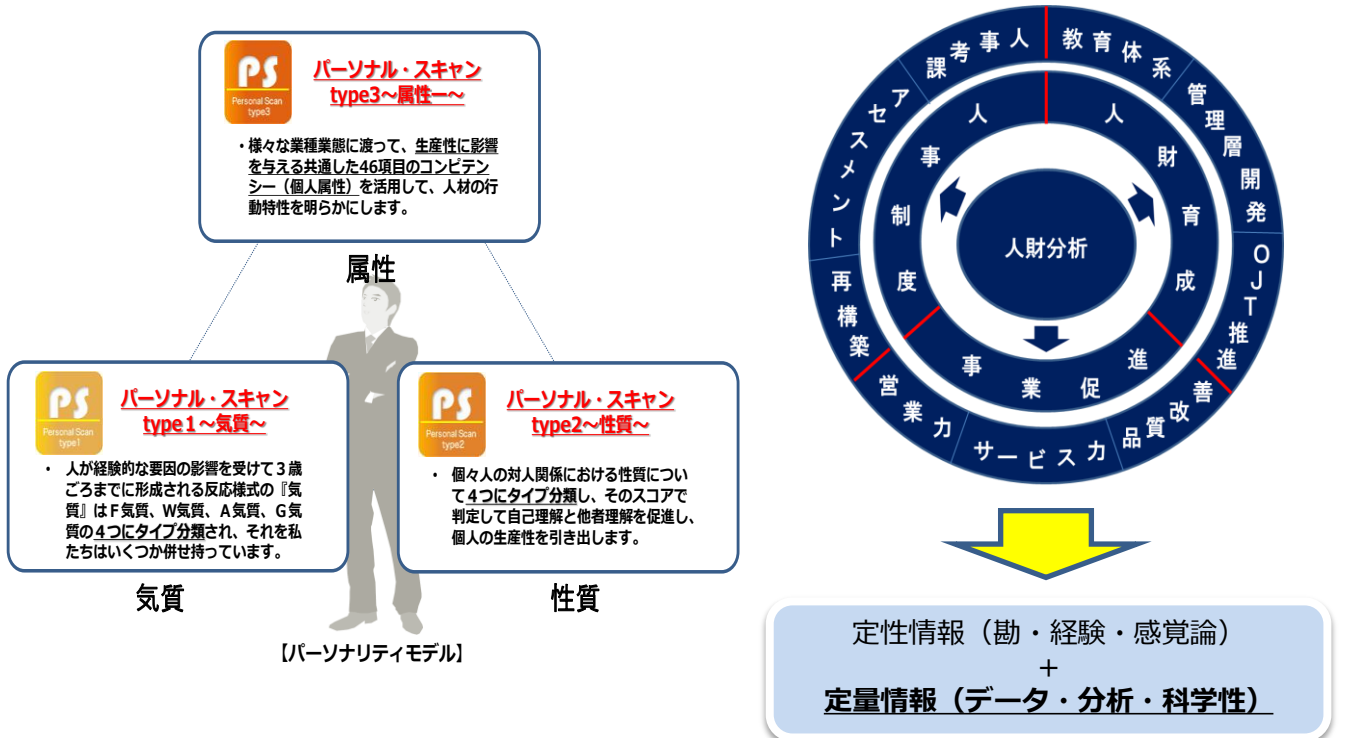 PS
Personal Scan
type3
パーソナル・スキャン
type3～属性ー～
・様々な業種業態に渡って、生産性に影響
を与える共通した46項目のコンピテン
シー（個人属性）を活用して、人材の行
動特性を明らかにします。
属性
PS
Personal Scan
type1
パーソナル・スキャン
type１～気質～
・ 人が経験的な要因の影響を受けて３歳
ごろまでに形成される反応様式の『気
質』はＦ気質、W気質、Ａ気質、Ｇ気
質の４つにタイプ分類され、それを私
たちはいくつか併せ持っています。
気質
PS
Personal Scan
type2
パーソナル・スキャン
type2～性質～
・ 個々人の対人関係における性質につい
て４つにタイプ分類し、そのスコアで
判定して自己理解と他者理解を促進し、
個人の生産性を引き出します。
性質
【パーソナリティモデル】
人事考課
教育体系
管理層開発
OJT推進
品質改善
サービス力
営業力
再構築
アセスメント
人事制度
人財育成
事業促進
人財分析
定性情報（勘・経験・感覚論）
+
定量情報（データ・分析・科学性）